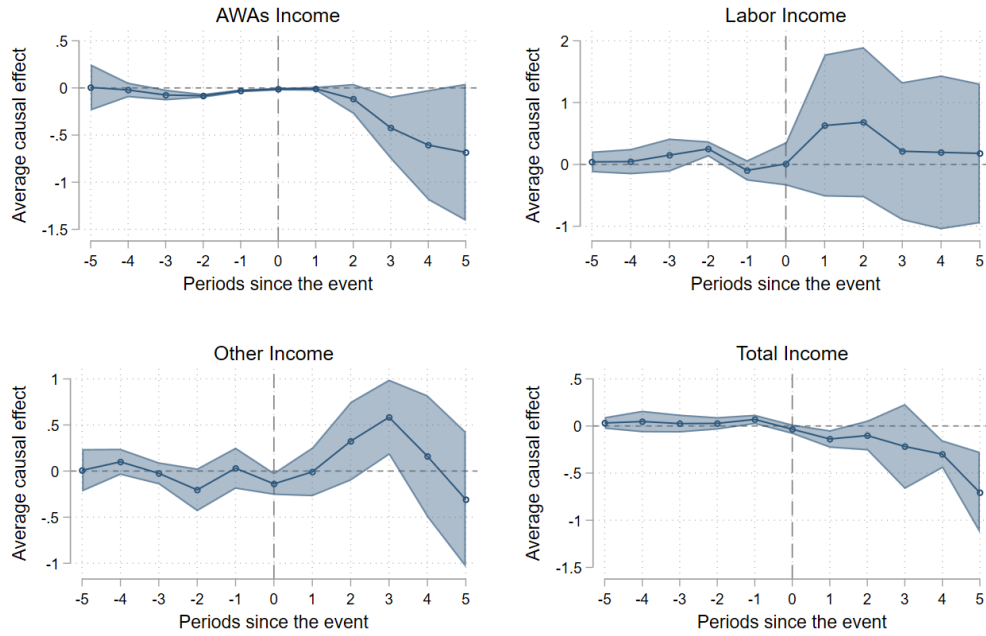 AWAs Income
Average causal effect
.5
0
-.5
-1
-1.5
-5 -4 -3 -2 -1 0 1 2 3 4 5
Periods since the event
Labor Income
Average causal effect
2
1
0
-1
-5 -4 -3 -2 -1 0 1 2 3 4 5
Periods since the event
Other Income
Average causal effect
1
.5
0
-.5
-1
-5 -4 -3 -2 -1 0 1 2 3 4 5
Periods since the event
Total Income
Average causal effect
.5
0
-.5
-1
-1.5
-5 -4 -3 -2 -1 0 1 2 3 4 5
Periods since the event